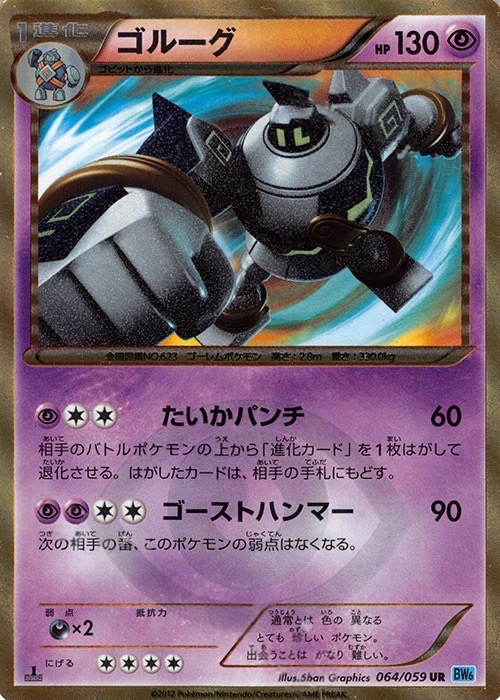 1進化
ゴルーグ
HP 130
ゴビットから進化
全国図鑑NO.623 ゴーレムポケモン 高さ:2.8m 重さ:330.0kg
たいかパンチ 60
相手のバトルポケモンの上から「進化カード」を1枚はがして
退化させる。はがしたカードは、相手の手札にもどす。
ゴーストハンマー 90
次の相手の番、このポケモンの弱点はなくなる。
弱点 抵抗力
×2
にげる
通常とは 色の 異なる
とても 珍しい ポケモン。
出会うことは かなり 難しい。
Illus.5ban Graphics 064/059 UR BW6
©2012 Pokémon/Nintendo/Creatures/GAME FREAK.